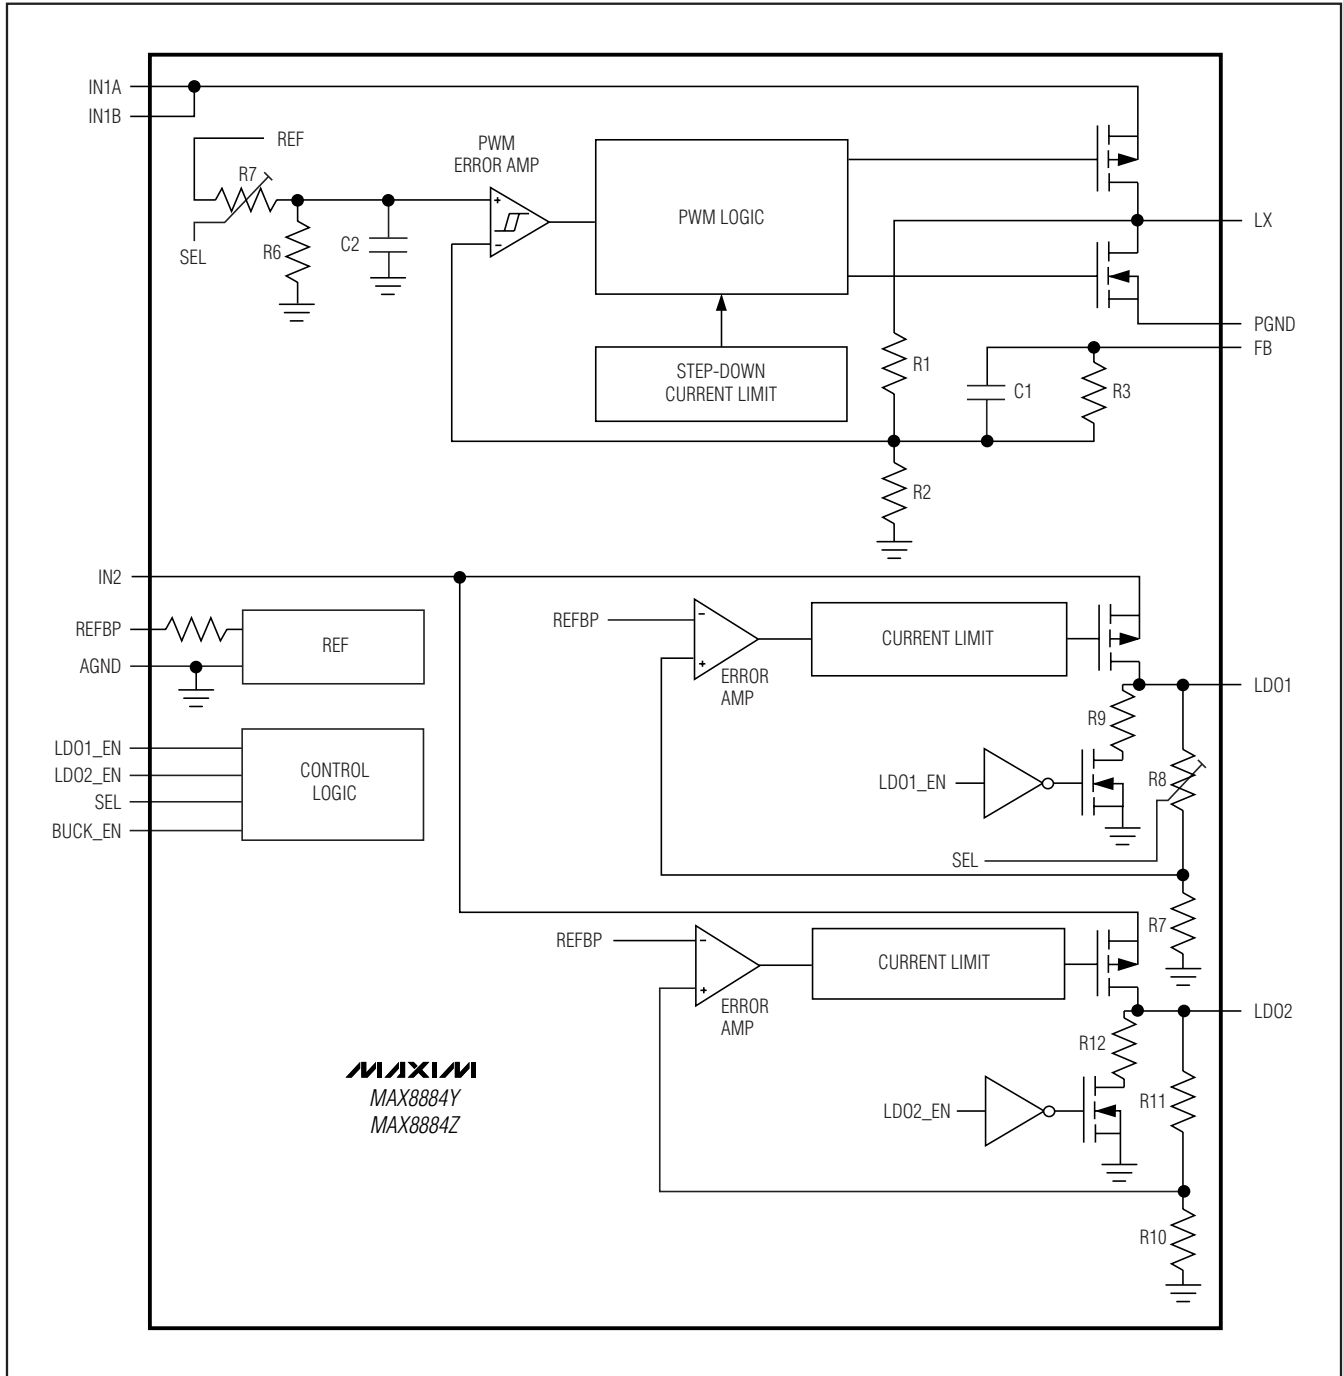 IN1A
IN1B
REF
R7
SEL
R6
C2
PWM
ERROR AMP
+
-
PWM LOGIC
STEP-DOWN
CURRENT LIMIT
LX
PGND
FB
R1
C1
R3
R2
IN2
REFBP
REF
AGND
LDO1_EN
LDO2_EN
SEL
BUCK_EN
CONTROL
LOGIC
REFBP
-
+
ERROR
AMP
CURRENT LIMIT
LDO1
R9
LDO1_EN
R8
SEL
R7
REFBP
-
+
ERROR
AMP
CURRENT LIMIT
LDO2
R12
LDO2_EN
R11
R10
MAXIM
MAX8884Y
MAX8884Z